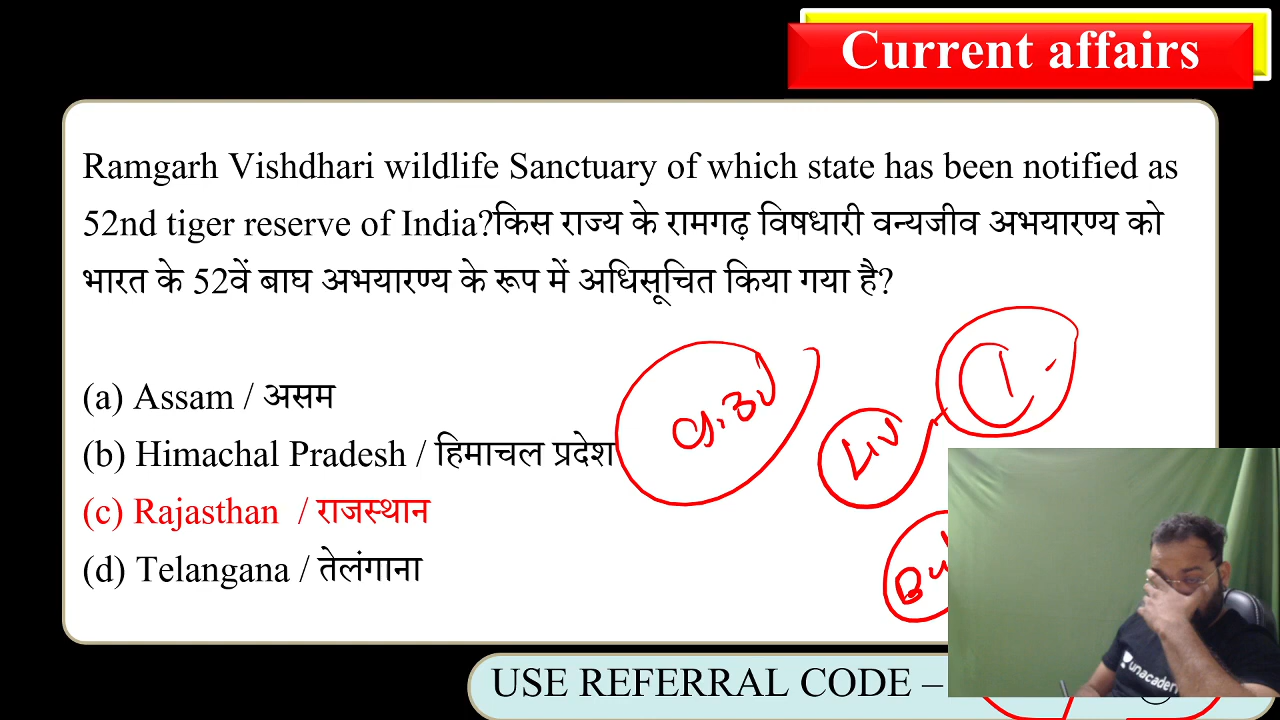 Current affairs
Ramgarh Vishdhari wildlife Sanctuary of which state has been notified as
52nd tiger reserve of India?किस राज्य के रामगढ़ विषधारी वन्यजीव अभयारण्य को
भारत के 52वें बाघ अभयारण्य के रूप में अधिसूचित किया गया है?
(a) Assam / असम
(b) Himachal Pradesh / हिमाचल प्रदेश
(c) Rajasthan / राजस्थान
(d) Telangana / तेलंगाना
unacademy
USE REFERRAL CODE –